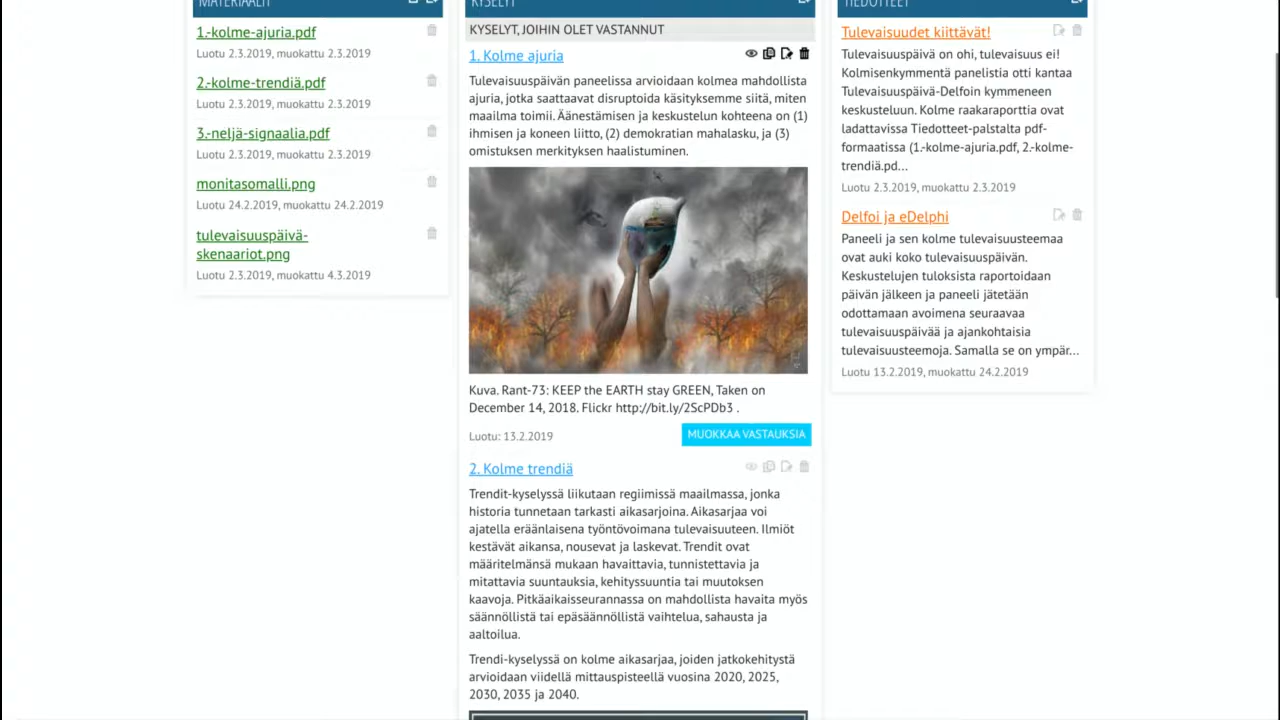 MATERIAALIT
1.-kolme-ajuria.pdf
Luotu 2.3.2019, muokattu 2.3.2019
2.-kolme-trendiä.pdf
Luotu 2.3.2019, muokattu 2.3.2019
3.-neljä-signaalia.pdf
Luotu 2.3.2019, muokattu 2.3.2019
monitasomalli.png
Luotu 24.2.2019, muokattu 24.2.2019
tulevaisuuspäivä-
skenaariot.png
Luotu 2.3.2019, muokattu 4.3.2019
KYSELYT
KYSELYT, JOIHIN OLET VASTANNUT
1. Kolme ajuria
Tulevaisuuspäivän paneelissa arvioidaan kolmea mahdollista
ajuria, jotka saattaavat disruptoida käsityksemme siitä, miten
maailma toimii. Äänestämisen ja keskustelun kohteena on (1)
ihmisen ja koneen liitto, (2) demokratian mahalasku, ja (3)
omistuksen merkityksen haalistuminen.
Kuva. Rant-73: KEEP the EARTH stay GREEN, Taken on
December 14, 2018. Flickr http://bit.ly/2ScPDb3 .
Luotu: 13.2.2019
MUOKKAA VASTAUKSIA
2. Kolme trendiä
Trendit-kyselyssä liikutaan regiimissä maailmassa, jonka
historia tunnetaan tarkasti aikasarjoina. Aikasarjaa voi
ajatella eräänlaisena työntövoimana tulevaisuuteen. Ilmiöt
kestävät aikansa, nousevat ja laskevat. Trendit ovat
määritelmänsä mukaan havaittavia, tunnistettavia ja
mitattavia suuntauksia, kehityssuuntia tai muutoksen
kaavoja. Pitkäaikaisseurannassa on mahdollista havaita myös
säännöllistä tai epäsäännöllistä vaihtelua, sahausta ja
aaltoilua.
Trendi-kyselyssä on kolme aikasarjaa, joiden jatkokehitystä
arvioidaan viidellä mittauspisteellä vuosina 2020, 2025,
2030, 2035 ja 2040.
TIEDOTTEET
Tulevaisuudet kiittävät!
Tulevaisuuspäivä on ohi, tulevaisuus ei!
Kolmisenkymmentä panelistia otti kantaa
Tulevaisuuspäivä-Delfoin kymmeneen
keskusteluun. Kolme raakaraporttia ovat
ladattavissa Tiedotteet-palstalta pdf-
formaatissa (1.-kolme-ajuria.pdf, 2.-kolme-
trendiä.pd...
Luotu 2.3.2019, muokattu 2.3.2019
Delfoi ja eDelphi
Paneeli ja sen kolme tulevaisuusteemaa
ovat auki koko tulevaisuuspäivän.
Keskustelujen tuloksista raportoidaan
päivän jälkeen ja paneeli jätetään
odottamaan avoimena seuraavaa
tulevaisuuspäivää ja ajankohtaisia
tulevaisuusteemoja. Samalla se on ympär...
Luotu 13.2.2019, muokattu 24.2.2019